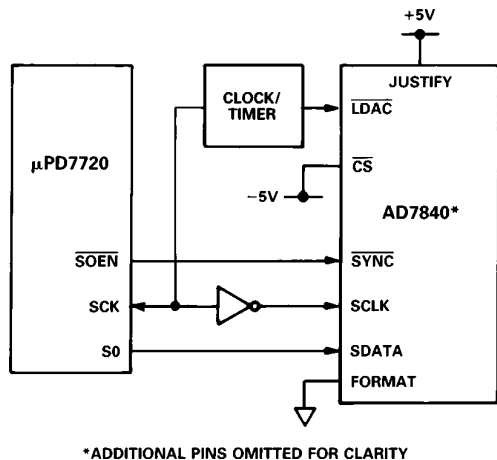 +5V
JUSTIFY
CLOCK/
TIMER
LDAC
μPD7720
CS
-5V
AD7840*
SOEN
SYNC
SCK
SCLK
S0
SDATA
FORMAT
*ADDITIONAL PINS OMITTED FOR CLARITY